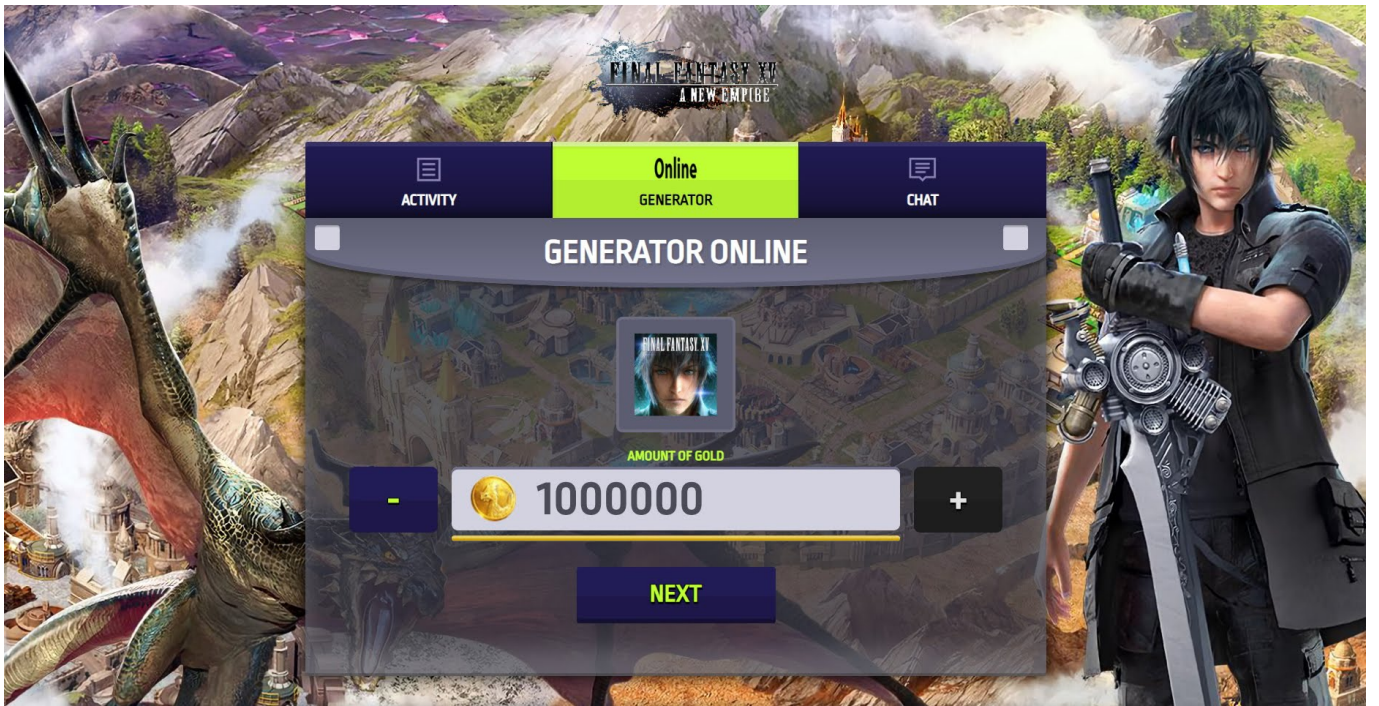 FINAL FANTASY XV
A NEW EMPIRE
ACTIVITY
Online
GENERATOR
CHAT
GENERATOR ONLINE
FINAL FANTASY XV
AMOUNT OF GOLD
-
1000000
+
NEXT